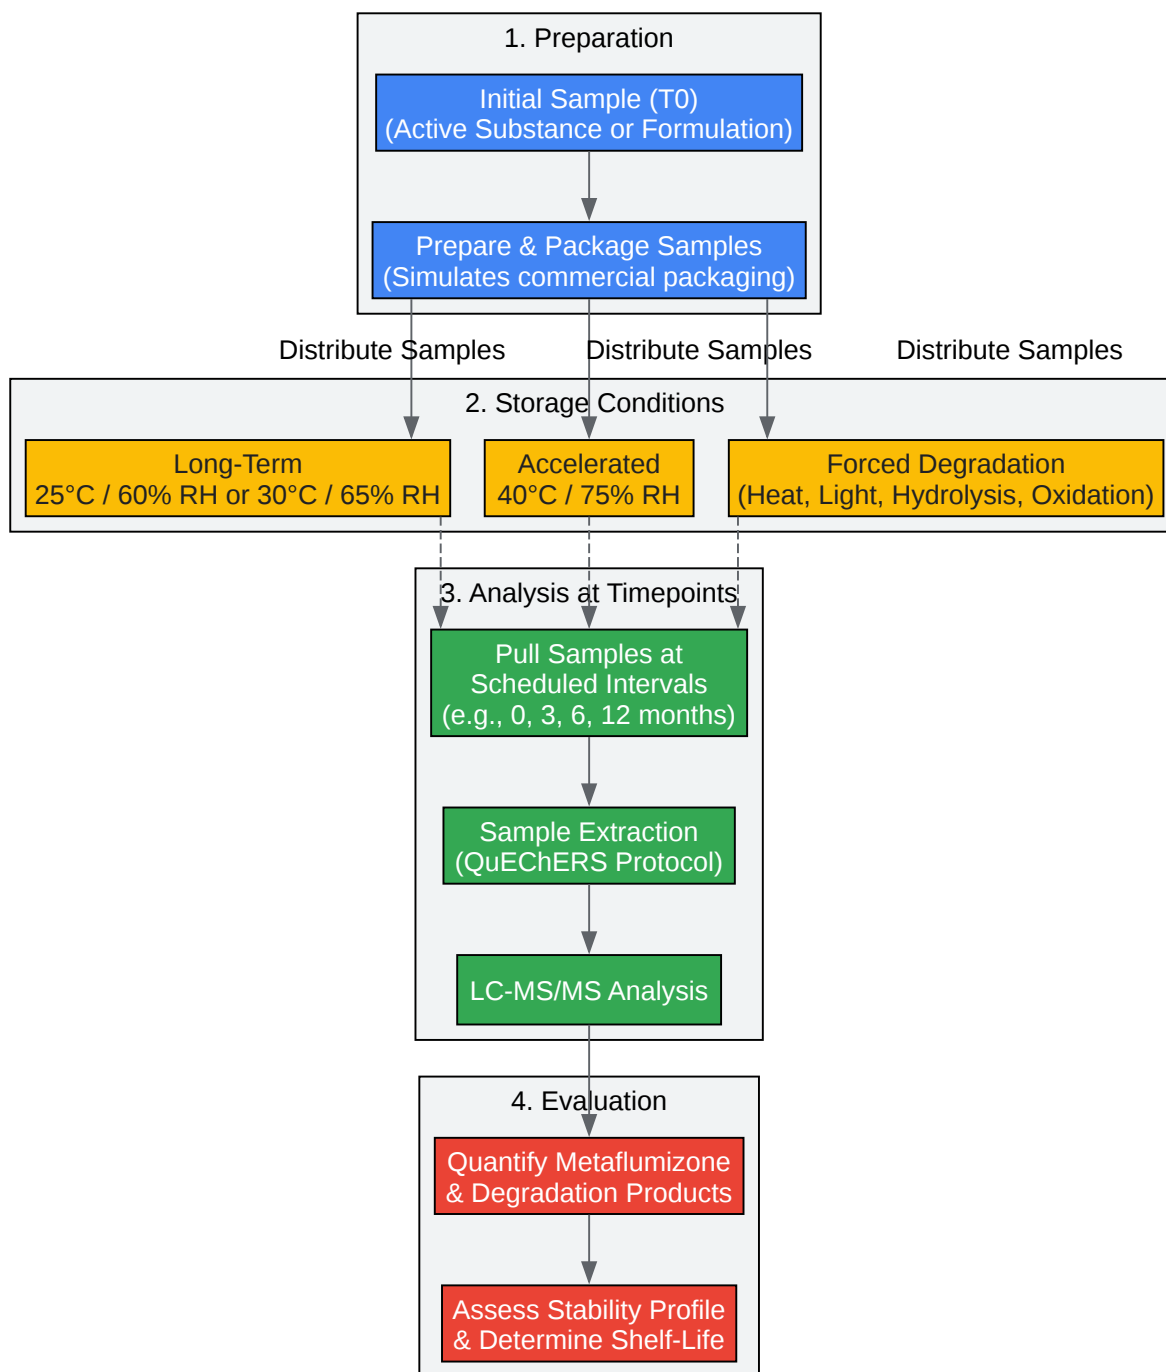 1. Preparation
Initial Sample (T0)
(Active Substance or Formulation)
Prepare & Package Samples
(Simulates commercial packaging)
Distribute Samples
Distribute Samples
Distribute Samples
2. Storage Conditions
Long-Term
25°C / 60% RH or 30°C / 65% RH
Accelerated
40°C / 75% RH
Forced Degradation
(Heat, Light, Hydrolysis, Oxidation)
3. Analysis at Timepoints
Pull Samples at
Scheduled Intervals
(e.g., 0, 3, 6, 12 months)
Sample Extraction
(QuEChERS Protocol)
LC-MS/MS Analysis
4. Evaluation
Quantify Metaflumizone
& Degradation Products
Assess Stability Profile
& Determine Shelf-Life